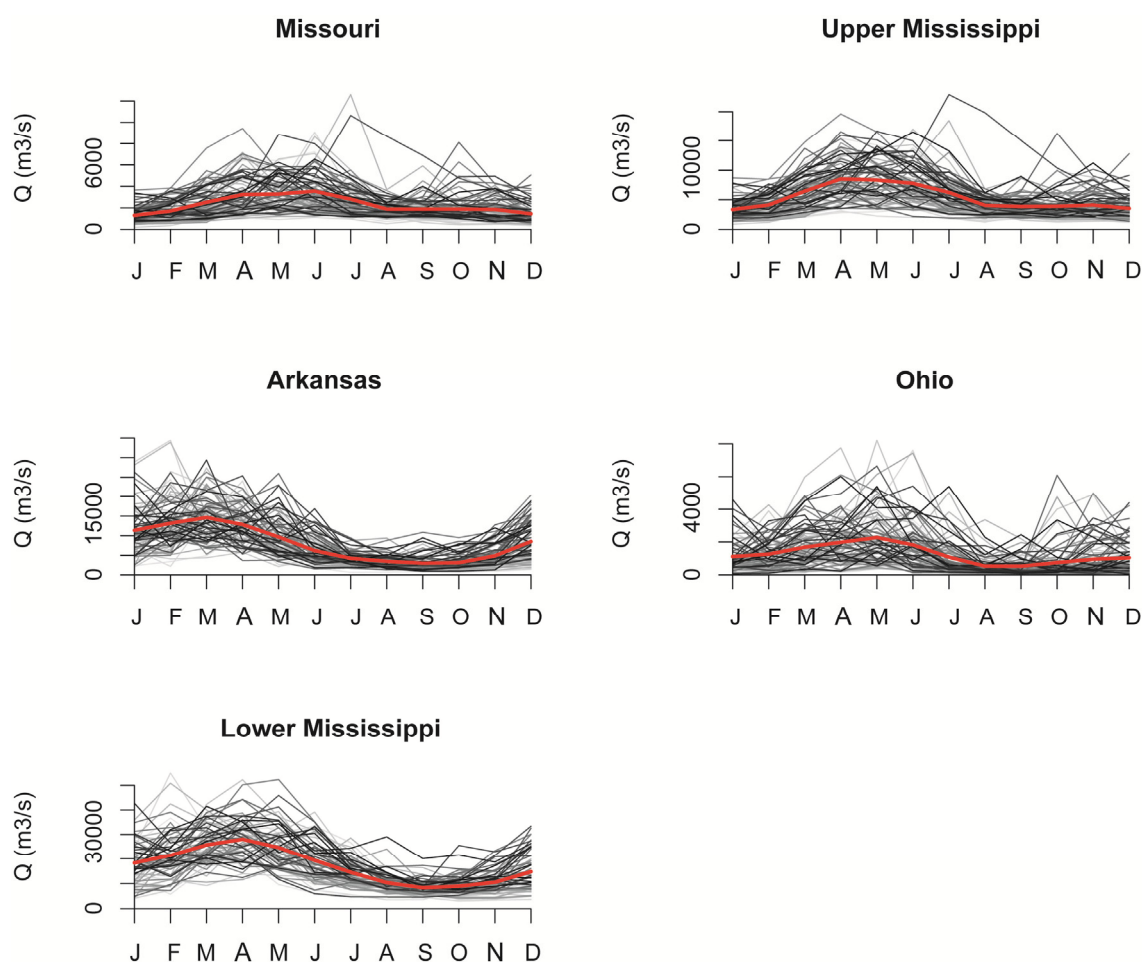 Missouri
Q (m3/s)
0 6000
J F M A M J J A S O N D
Upper Mississippi
Q (m3/s)
0 10000
J F M A M J J A S O N D
Arkansas
Q (m3/s)
0 15000
J F M A M J J A S O N D
Ohio
Q (m3/s)
0 4000
J F M A M J J A S O N D
Lower Mississippi
Q (m3/s)
0 30000
J F M A M J J A S O N D